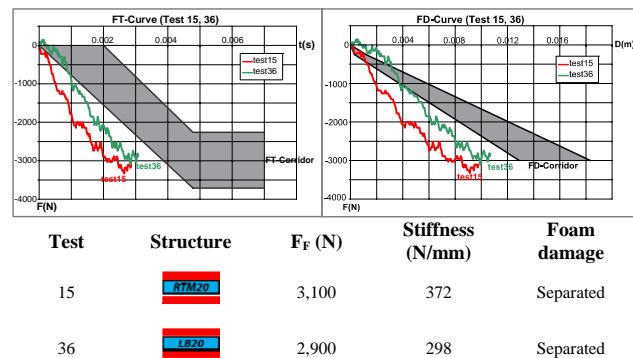 FT-Curve (Test 15, 36)
0 0.002 0.004 0.006
t(s)
test15
test36
-1000
-2000
-3000
-4000
FT-Corridor
test36
test15
F(N)
FD-Curve (Test 15, 36)
0 0.004 0.008 0.012 0.016
D(m)
test15
test36
-1000
-2000
-3000
-4000
FD-Corridor
test36
test15
F(N)
Test Structure FF (N) Stiffness (N/mm) Foam damage
15 RTM20 3,100 372 Separated
36 LB20 2,900 298 Separated